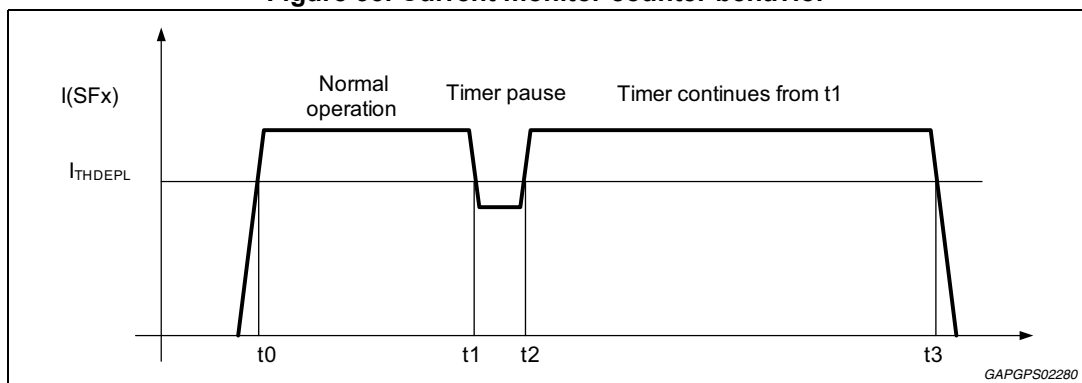 I(SFx)
Normal
operation
Timer pause
Timer continues from t1
ITHDEPL
t0
t1
t2
t3
GAPGPS02280